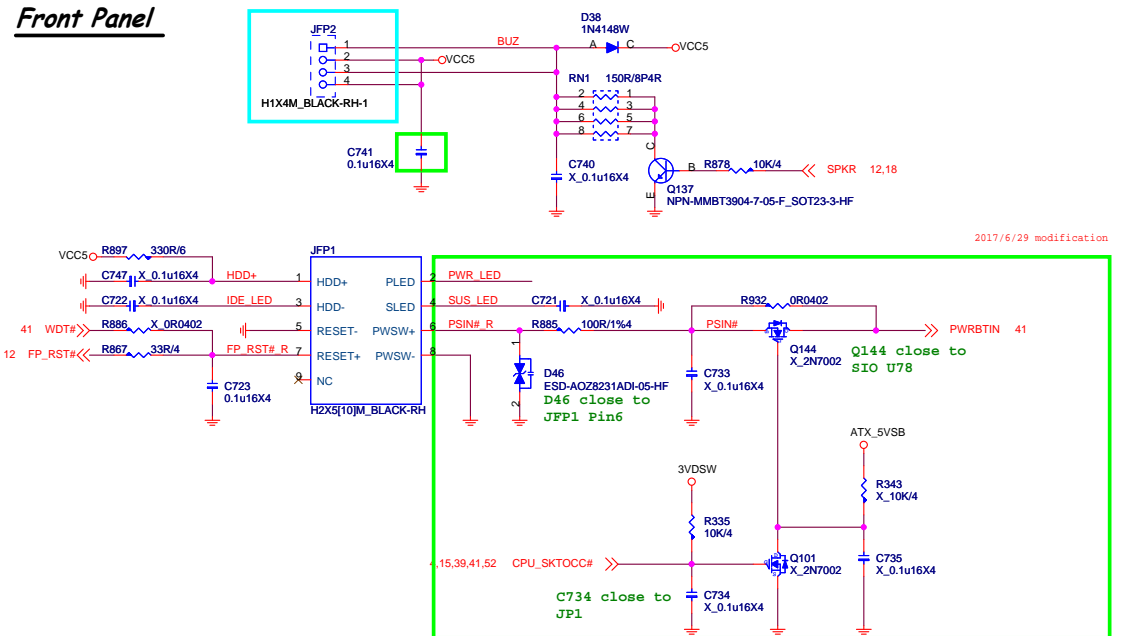 Front Panel
JFP2
1
2
3
4
H1X4M_BLACK-RH-1
BUZ
VCC5
D38
1N4148W
A C
VCC5
RN1 150R/8P4R
2 1
4 3
6 5
8 7
C741
0.1u16X4
C740
X_0.1u16X4
C
B
E
Q137
NPN-MMBT3904-7-05-F_SOT23-3-HF
R878 10K/4
SPKR 12,18
2017/6/29 modification
VCC5
R897 330R/6
C747 X_0.1u16X4
HDD+
C722 X_0.1u16X4
IDE_LED
41 WDT#
R886 X_0R0402
12 FP_RST#
R867 33R/4
FP_RST#_R
C723
0.1u16X4
JFP1
1 HDD+ PLED 2
3 HDD- SLED 4
5 RESET- PWSW+ 6
7 RESET+ PWSW- 8
9 NC
H2X5[10]M_BLACK-RH
PWR_LED
SUS_LED
C721 X_0.1u16X4
PSIN#_R
R885 100R/1%4
1
2
D46
ESD-AOZ8231ADI-05-HF
D46 close to
JFP1 Pin6
R932 0R0402
PSIN#
C733
X_0.1u16X4
Q144
X_2N7002
PWRBTIN 41
Q144 close to
SIO U78
ATX_5VSB
R343
X_10K/4
3VDSW
R335
10K/4
,15,39,41,52 CPU_SKTOCC#
C734
X_0.1u16X4
C734 close to
JP1
Q101
X_2N7002
C735
X_0.1u16X4